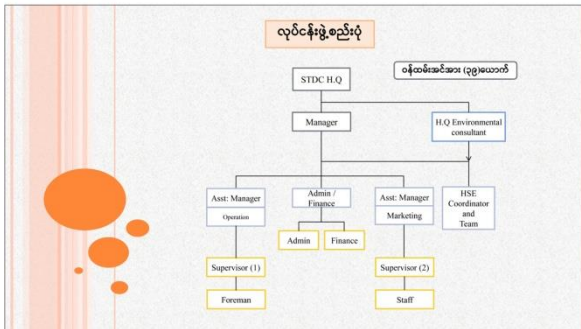 လုပ်ငန်းဖွဲ့စည်းပုံ
ဝန်ထမ်းအင်အား (၃၉)ယောက်
STDC H.Q
Manager
H.Q Environmental
consultant
Asst: Manager
Operation
Admin /
Finance
Asst: Manager
Marketing
HSE
Coordinator
and
Team
Admin
Finance
Supervisor (1)
Supervisor (2)
Foreman
Staff